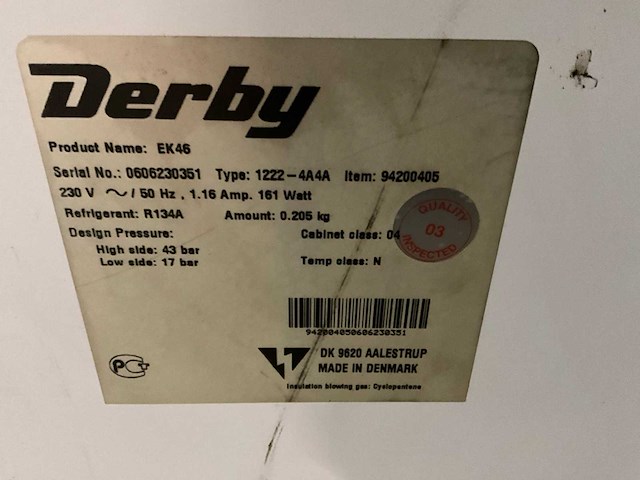 Derby
Product Name: EK46
Serial No.: 0606230351 Type: 1222-4A4A Item: 94200405
230 V ~/ 50 Hz , 1.16 Amp. 161 Watt
Refrigerant: R134A Amount: 0.205 kg
Design Pressure: Cabinet class: 04
High side: 43 bar
Low side: 17 bar Temp class: N
QUALITY
03
INSPECTED
942004050606230351
DK 9620 AALESTRUP
MADE IN DENMARK
Insulation blowing gas: Cyclopentane